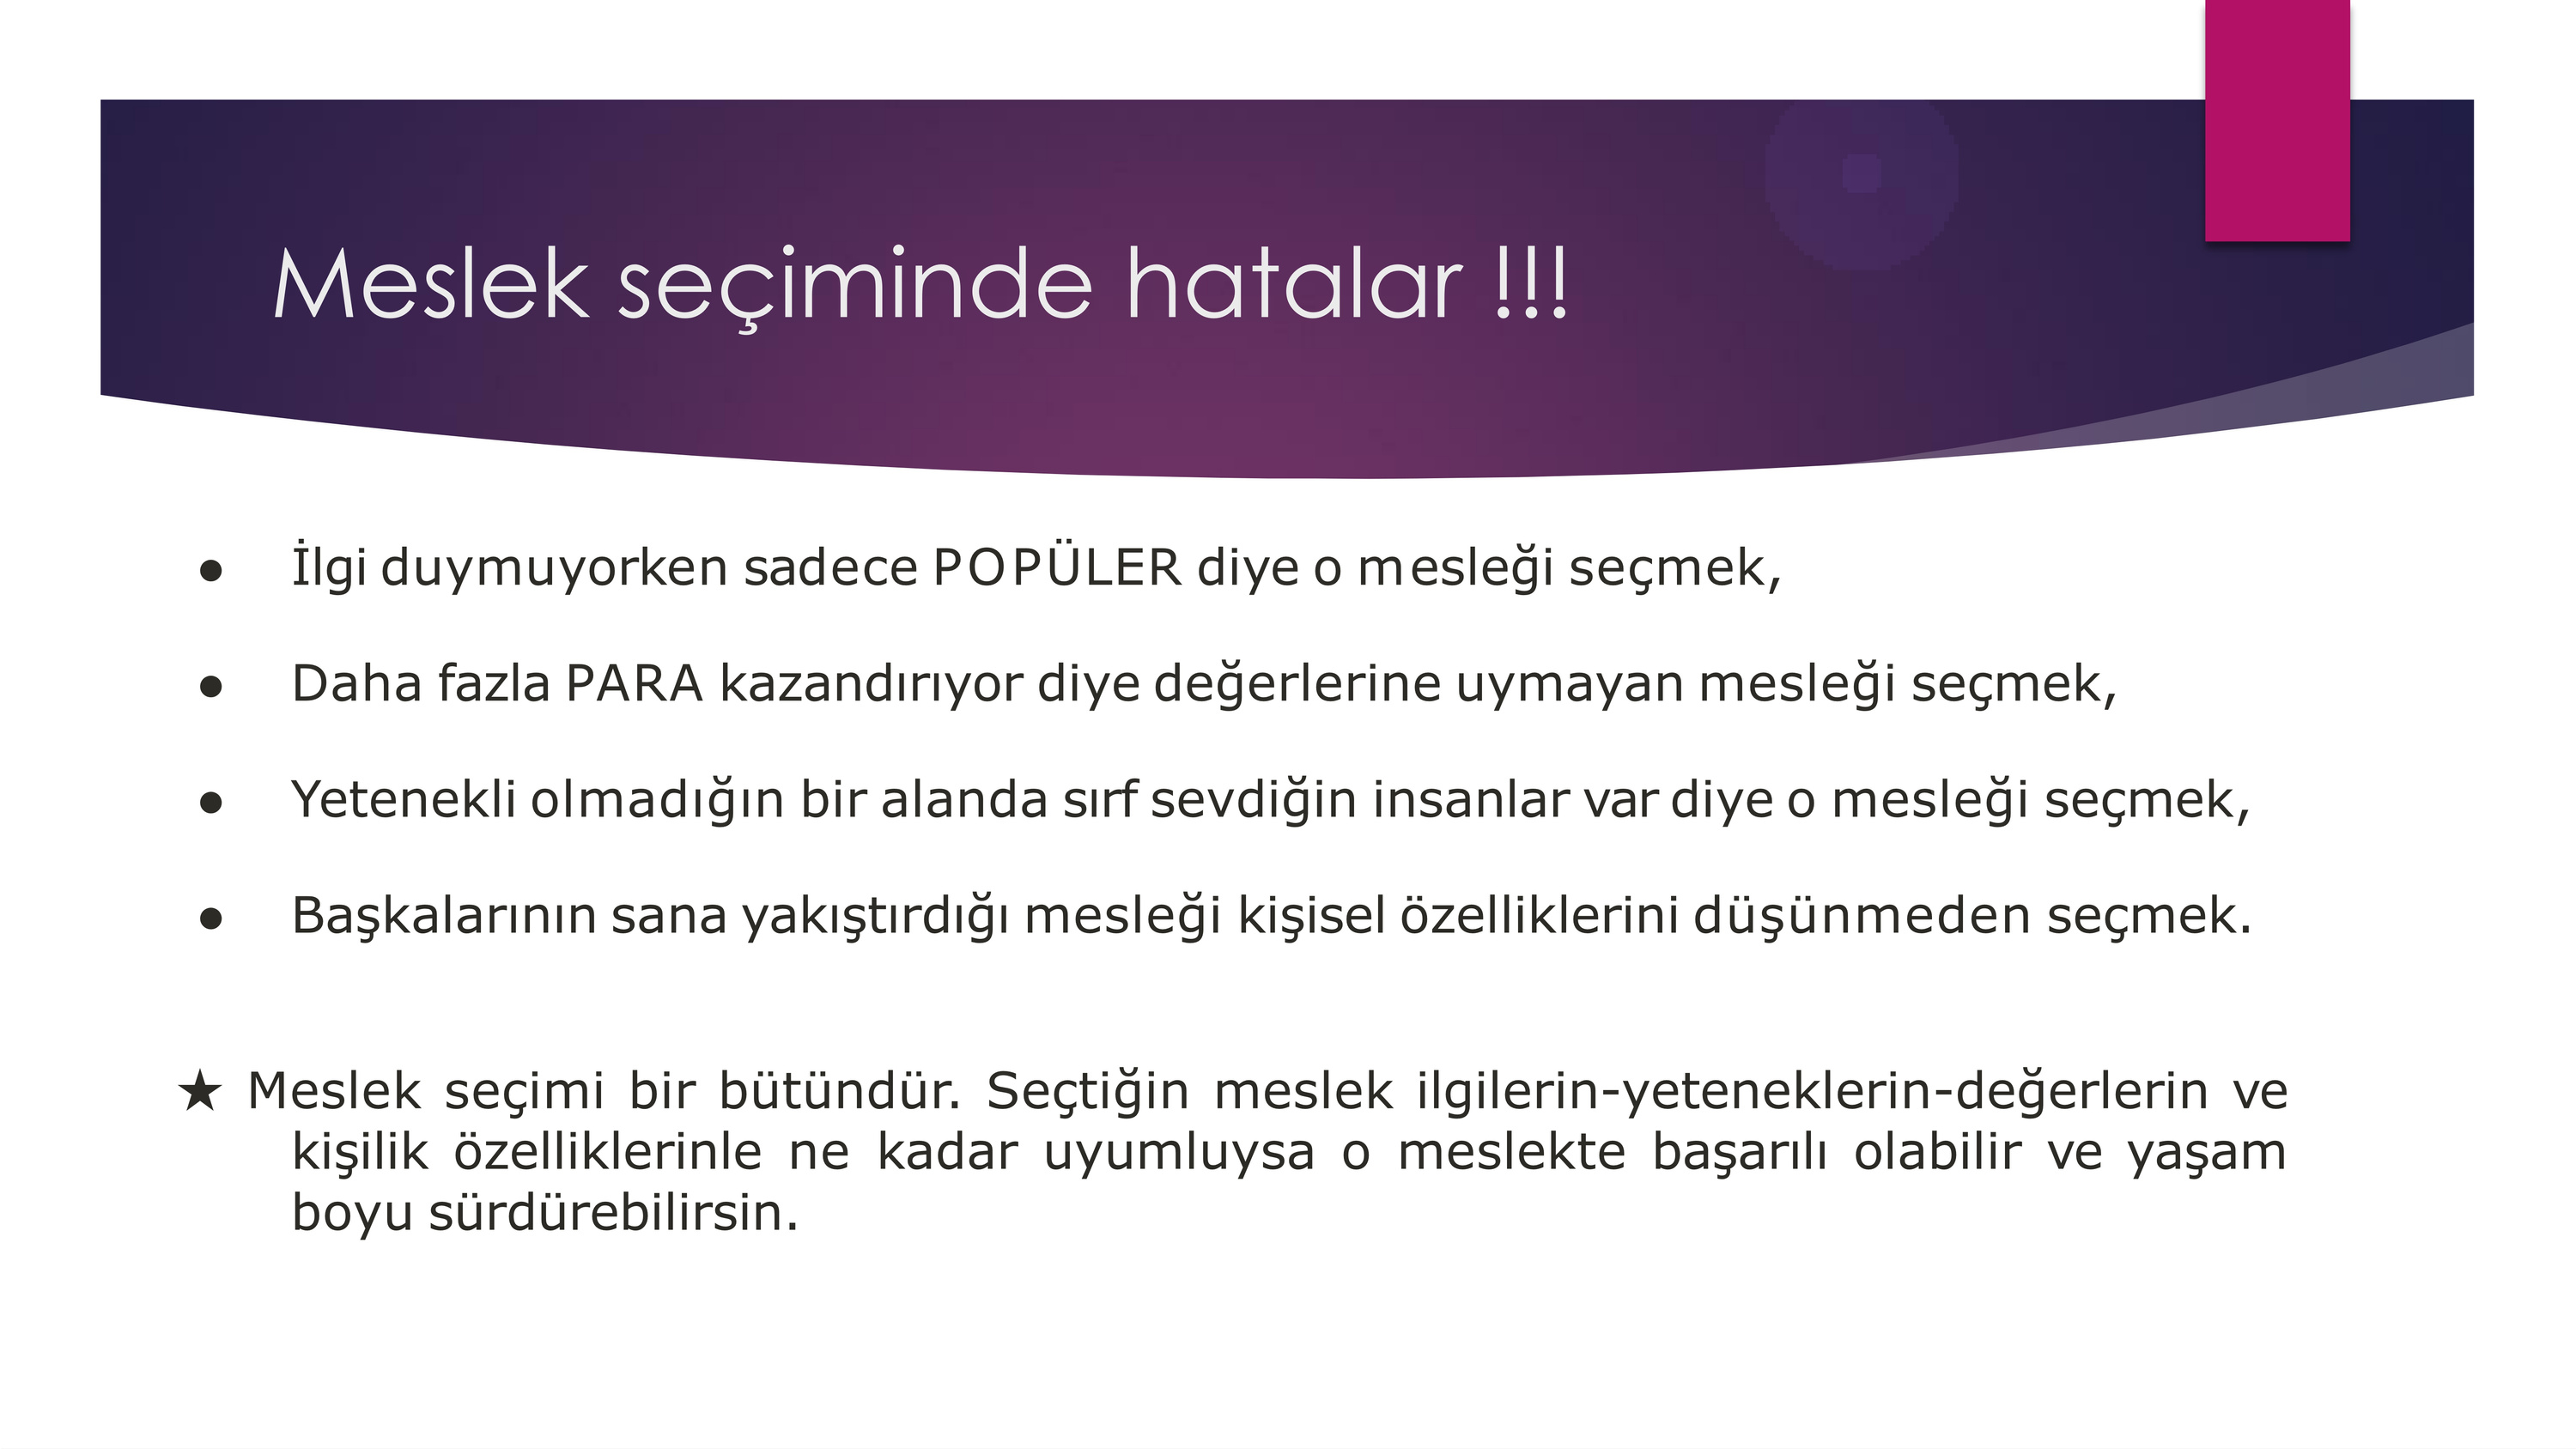 Meslek seçiminde hatalar !!!
● İlgi duymuyorken sadece POPÜLER diye o mesleği seçmek,
● Daha fazla PARA kazandırıyor diye değerlerine uymayan mesleği seçmek,
● Yetenekli olmadığın bir alanda sırf sevdiğin insanlar var diye o mesleği seçmek,
● Başkalarının sana yakıştırdığı mesleği kişisel özelliklerini düşünmeden seçmek.
★ Meslek seçimi bir bütündür. Seçtiğin meslek ilgilerin-yeteneklerin-değerlerin ve
kişilik özelliklerinle ne kadar uyumluysa o meslekte başarılı olabilir ve yaşam
boyu sürdürebilirsin.